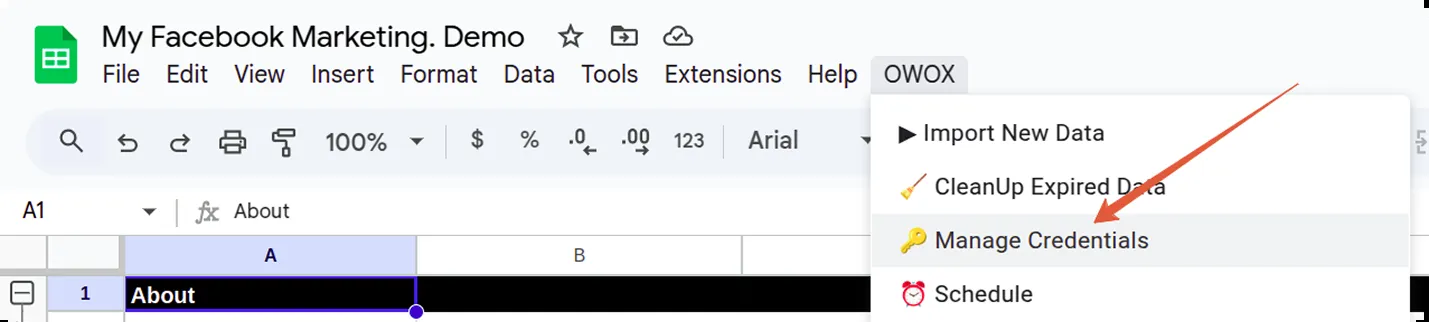 My Facebook Marketing. Demo
File Edit View Insert Format Data Tools Extensions Help OWOX
100% $ % .0 .00 123 Arial
▶ Import New Data
CleanUp Expired Data
A1 fx About
Manage Credentials
A B
Schedule
1 About